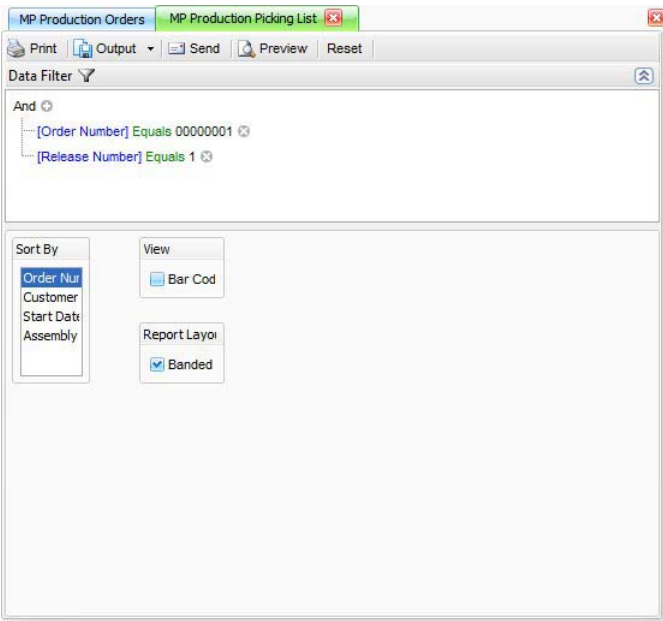 MP Production Orders MP Production Picking List
Print Output Send Preview Reset
Data Filter
And
[Order Number] Equals 00000001
[Release Number] Equals 1
Sort By
Order Nur
Customer
Start Date
Assembly
View
Bar Cod
Report Layou
Banded